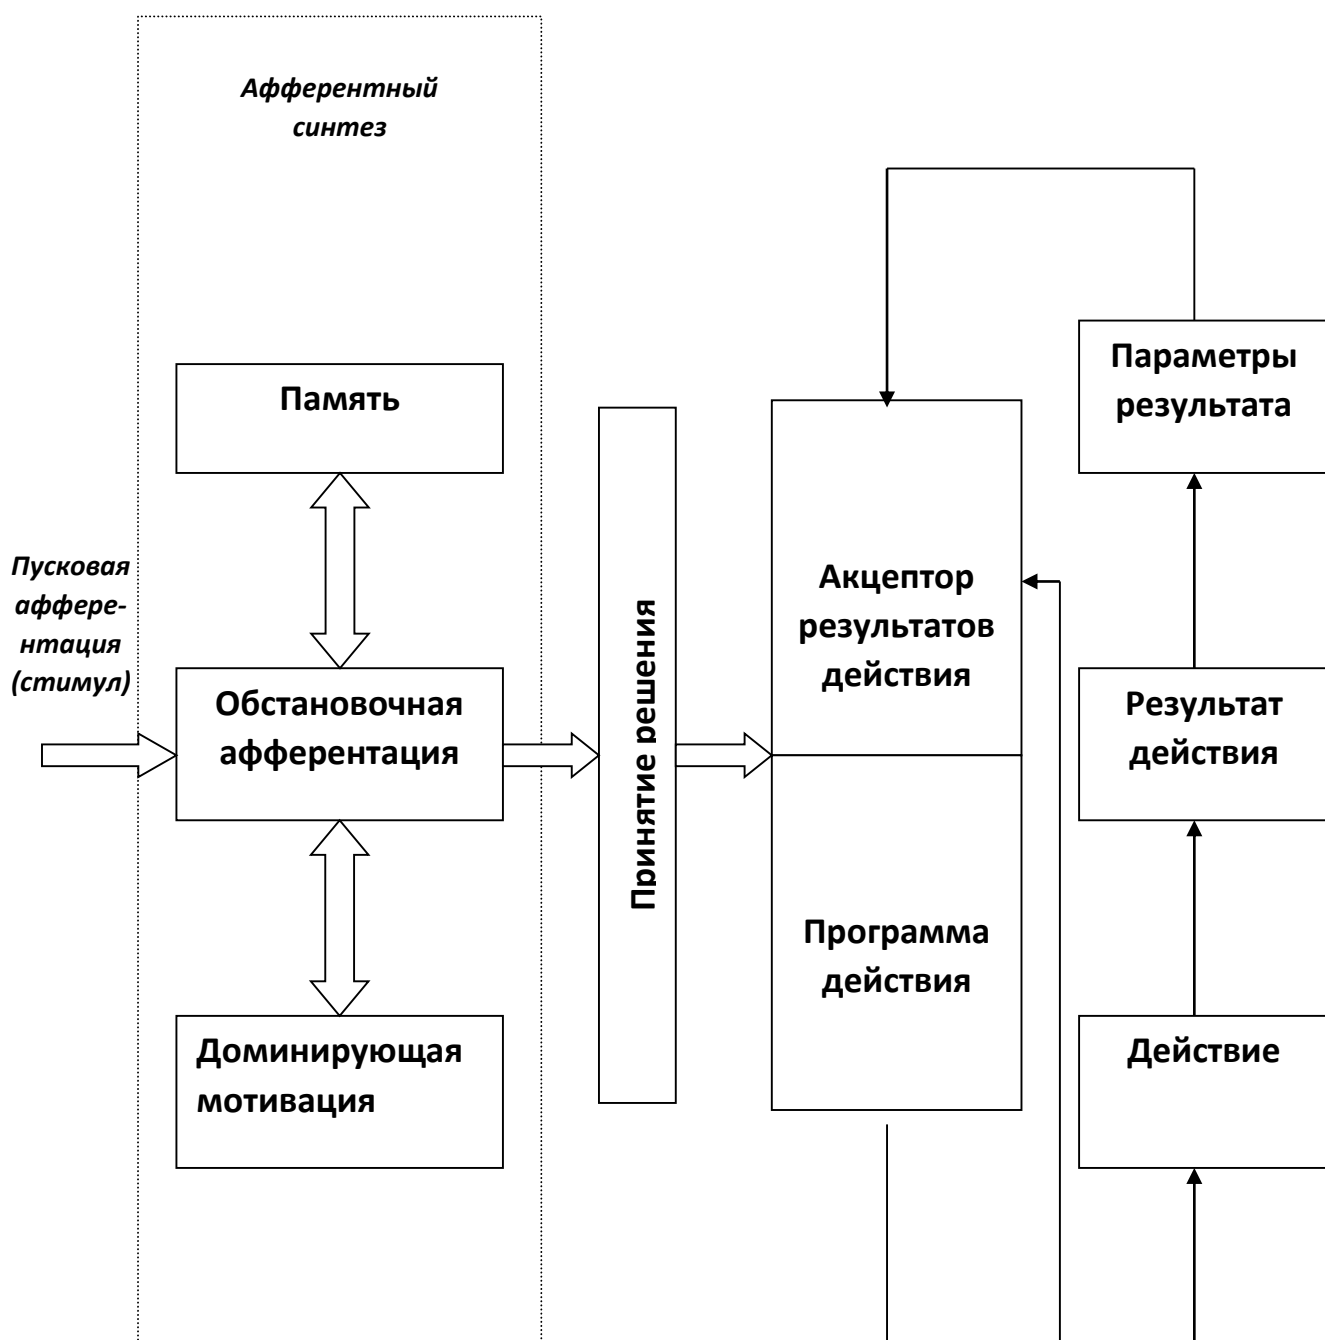 Афферентный
синтез
Память
Пусковая
аффере-
нтация
(стимул)
Обстановочная
афферентация
Доминирующая
мотивация
Принятие решения
Акцептор
результатов
действия
Программа
действия
Параметры
результата
Результат
действия
Действие